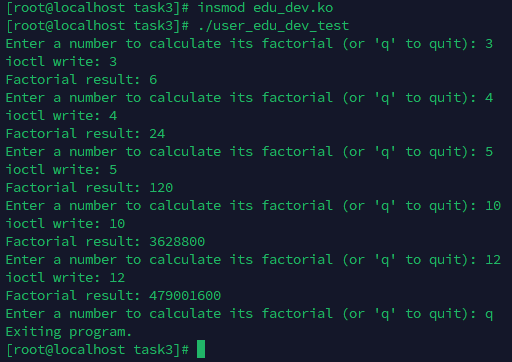 [root@localhost task3]# insmod edu_dev.ko
[root@localhost task3]# ./user_edu_dev_test
Enter a number to calculate its factorial (or 'q' to quit): 3
ioctl write: 3
Factorial result: 6
Enter a number to calculate its factorial (or 'q' to quit): 4
ioctl write: 4
Factorial result: 24
Enter a number to calculate its factorial (or 'q' to quit): 5
ioctl write: 5
Factorial result: 120
Enter a number to calculate its factorial (or 'q' to quit): 10
ioctl write: 10
Factorial result: 3628800
Enter a number to calculate its factorial (or 'q' to quit): 12
ioctl write: 12
Factorial result: 479001600
Enter a number to calculate its factorial (or 'q' to quit): q
Exiting program.
[root@localhost task3]#